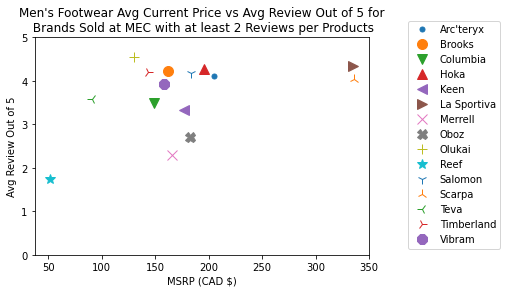 Men's Footwear Avg Current Price vs Avg Review Out of 5 for
Brands Sold at MEC with at least 2 Reviews per Products
Avg Review Out of 5
5
4
3
2
1
0
50
100
150
200
250
300
350
MSRP (CAD $)
Arc'teryx
Brooks
Columbia
Hoka
Keen
La Sportiva
Merrell
Oboz
Olukai
Reef
Salomon
Scarpa
Teva
Timberland
Vibram